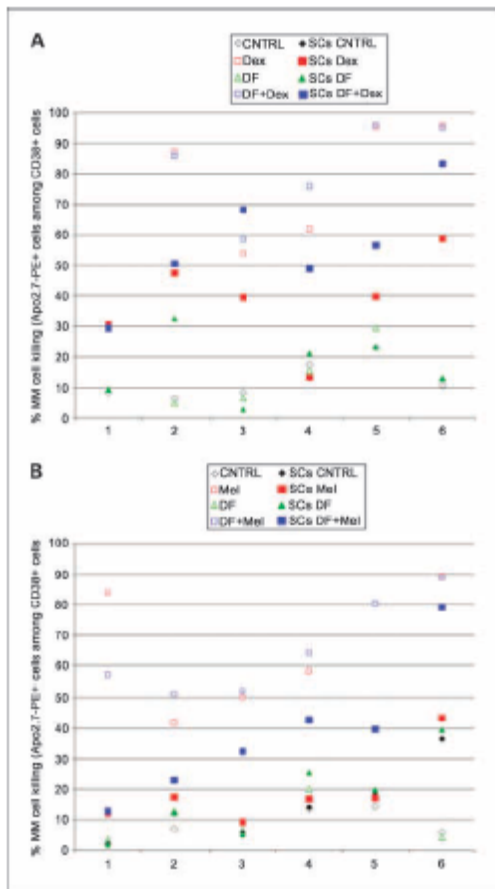 A
CNTRL SCs CNTRL
Dex SCs Dex
DF SCs DF
DF+Dex SCs DF+Dex
% MM cell killing (Apo2.7-PE+ cells among CD38+ cells
100
90
80
70
60
50
40
30
20
10
0
1 2 3 4 5 6
B
CNTRL SCs CNTRL
Mel SCs Mel
DF SCs DF
DF+Mel SCs DF+Mel
% MM cell killing (Apo2.7-PE+ cells among CD38+ cells
100
90
80
70
60
50
40
30
20
10
0
1 2 3 4 5 6